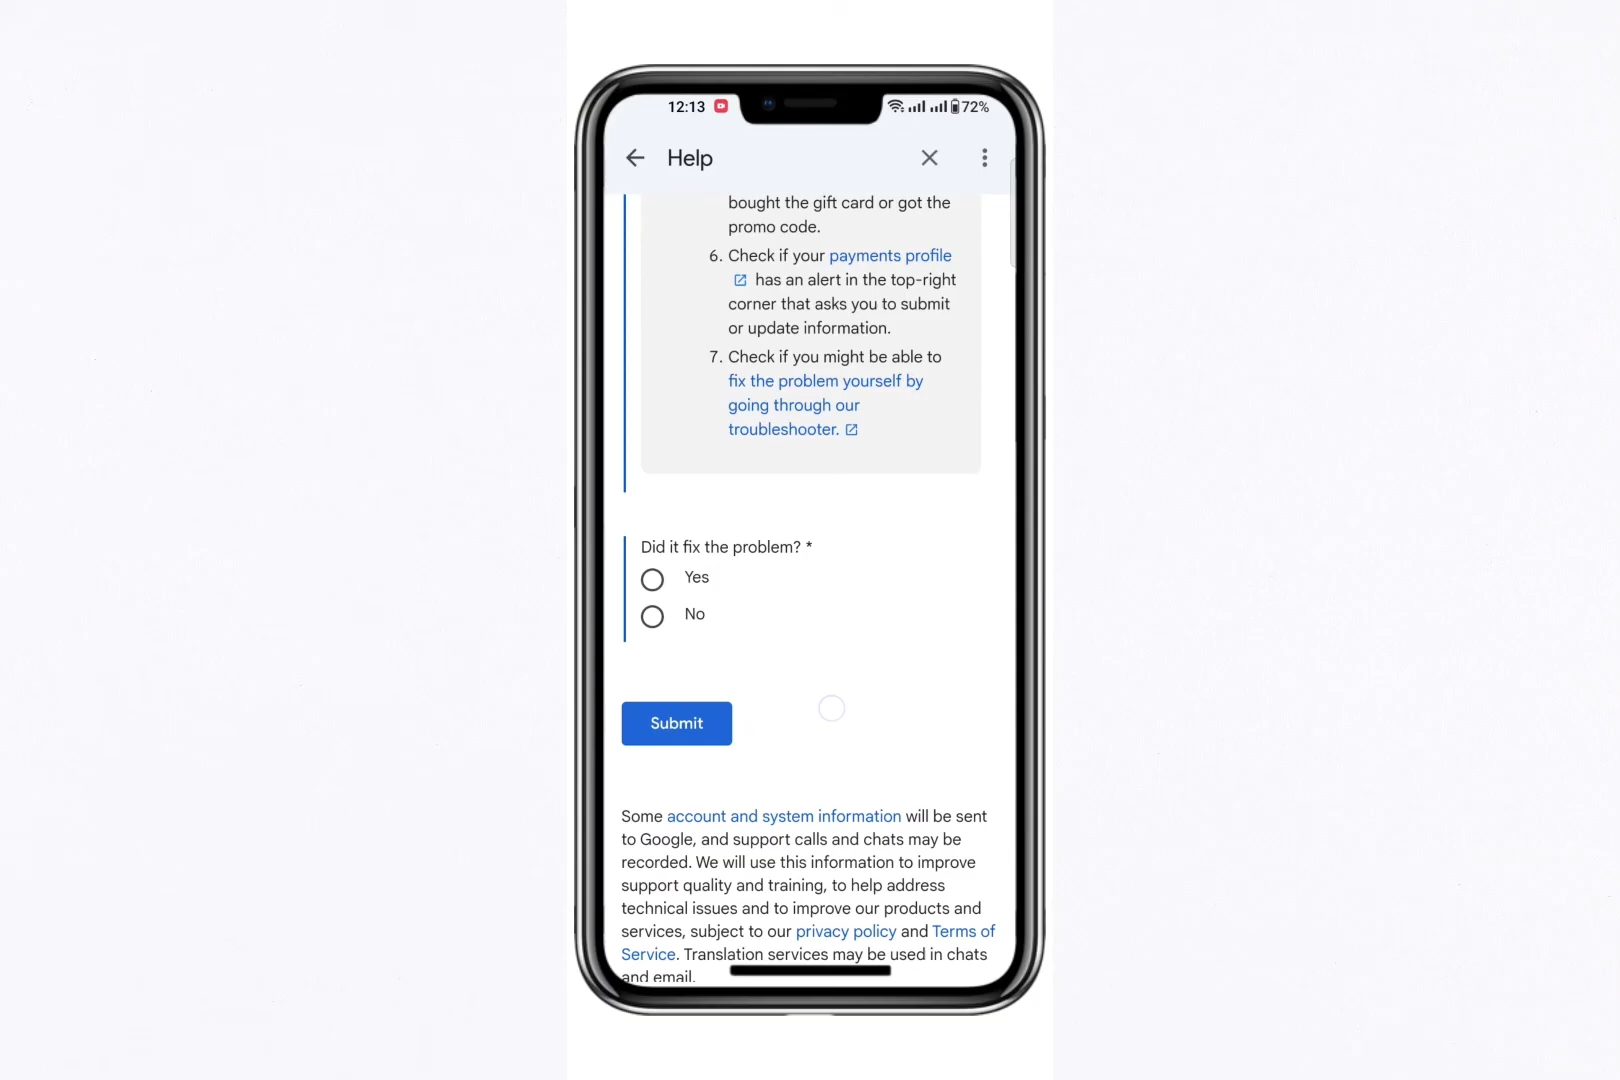 12:13
72%
Help
bought the gift card or got the
promo code.
6. Check if your payments profile
has an alert in the top-right
corner that asks you to submit
or update information.
7. Check if you might be able to
fix the problem yourself by
going through our
troubleshooter.
Did it fix the problem? *
Yes
No
Submit
Some account and system information will be sent
to Google, and support calls and chats may be
recorded. We will use this information to improve
support quality and training, to help address
technical issues and to improve our products and
services, subject to our privacy policy and Terms of
Service. Translation services may be used in chats
and email.